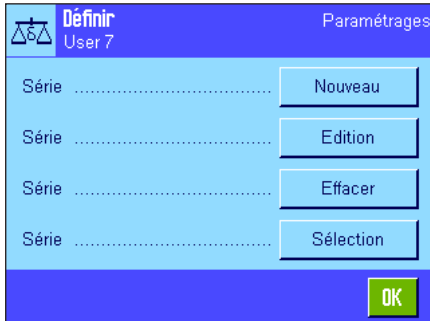 Définir
Paramétrages
User 7
Série ........................................ Nouveau
Série ........................................ Edition
Série ........................................ Effacer
Série ........................................ Sélection
OK